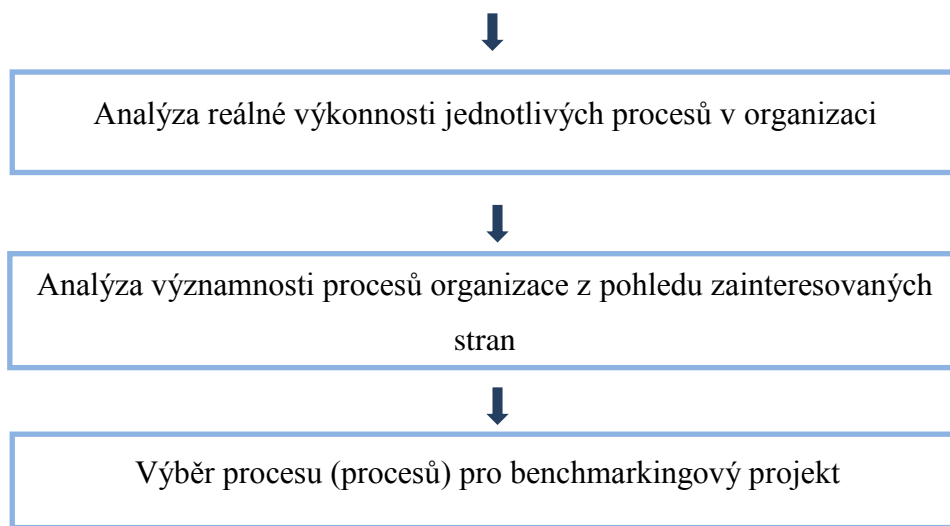 Analýza reálné výkonnosti jednotlivých procesů v organizaci
Analýza významnosti procesů organizace z pohledu zainteresovaných
stran
Výběr procesu (procesů) pro benchmarkingový projekt